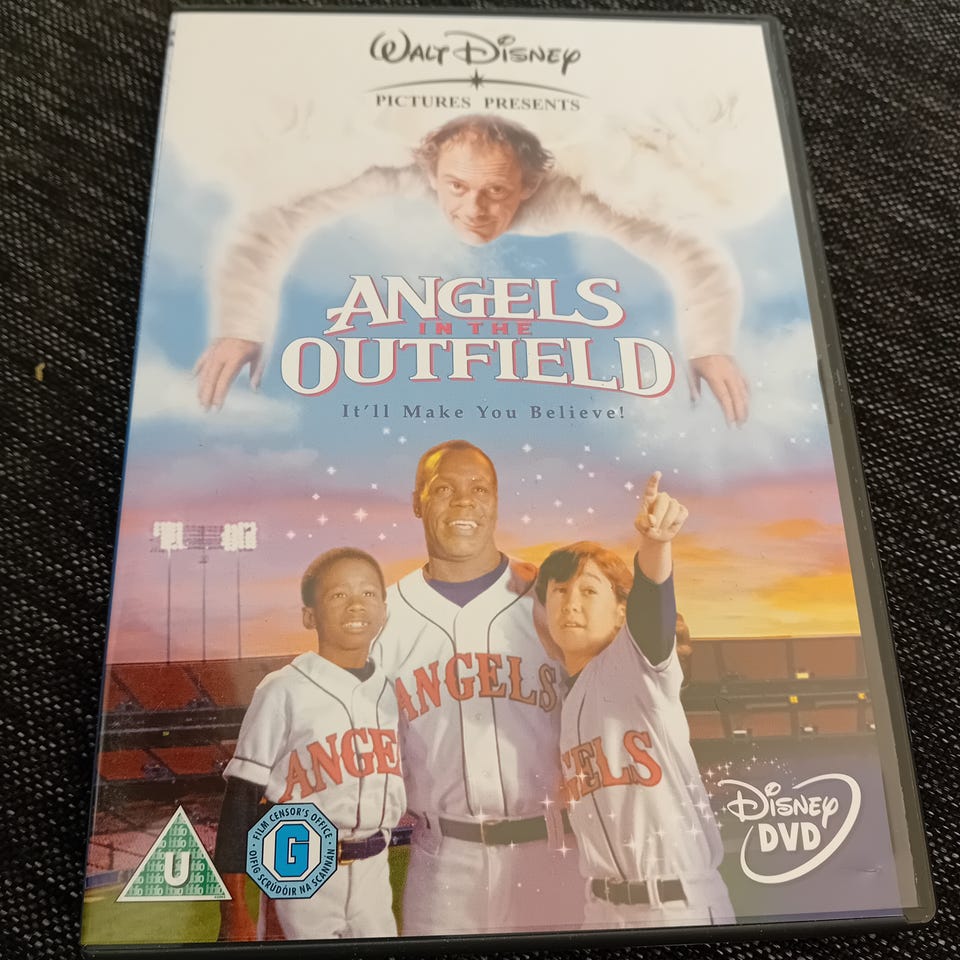 WALT DISNEY
PICTURES PRESENTS
ANGELS
IN THE
OUTFIELD
It'll Make You Believe!
ANGELS
ANGE
ELS
U
FILM CENSOR'S OFFICE
G
OIFIG SCRÚDÓIR NA SCANNÁN
DISNEY
DVD